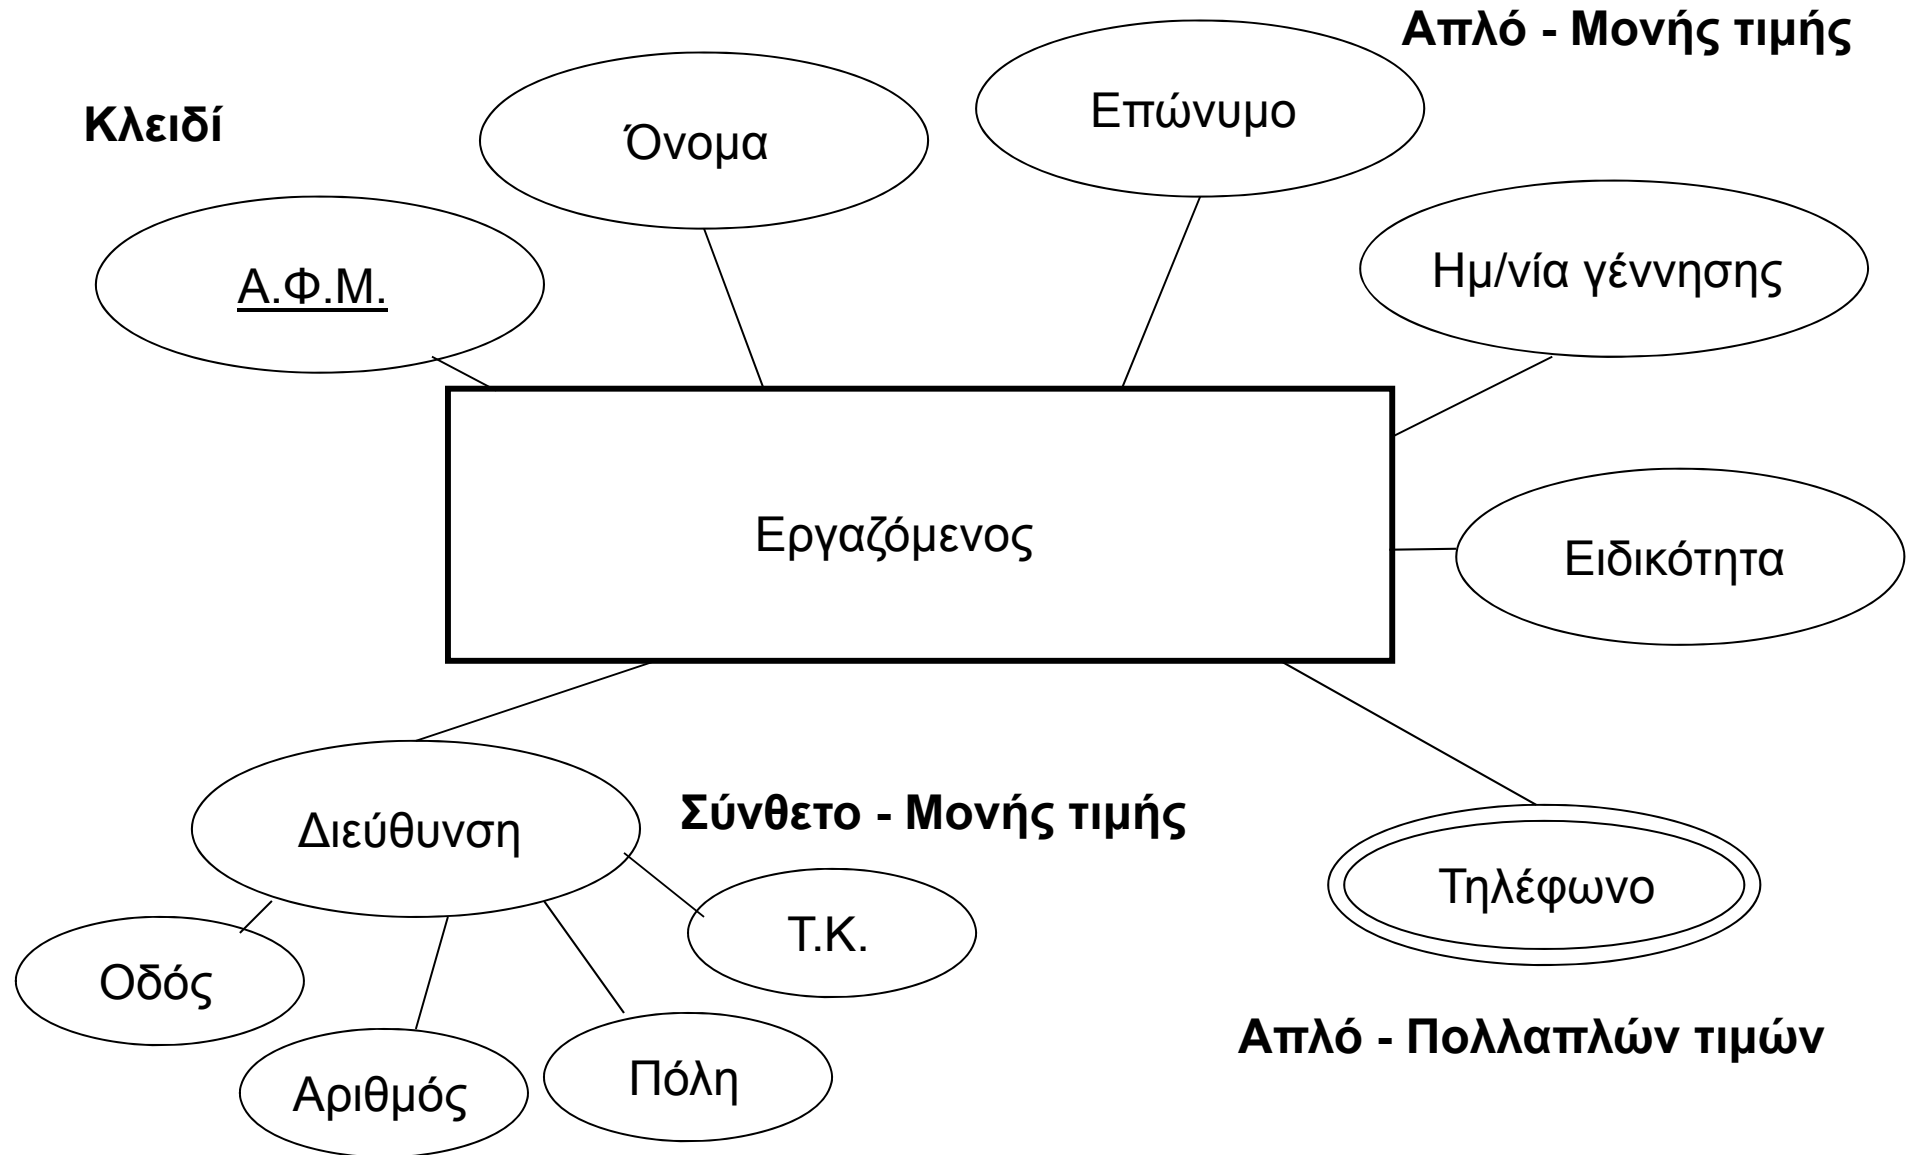 Απλό - Μονής τιμής
Κλειδί
Όνομα
Επώνυμο
Α.Φ.Μ.
Ημ/νία γέννησης
Εργαζόμενος
Ειδικότητα
Διεύθυνση
Σύνθετο - Μονής τιμής
Τηλέφωνο
Τ.Κ.
Οδός
Αριθμός
Πόλη
Απλό - Πολλαπλών τιμών